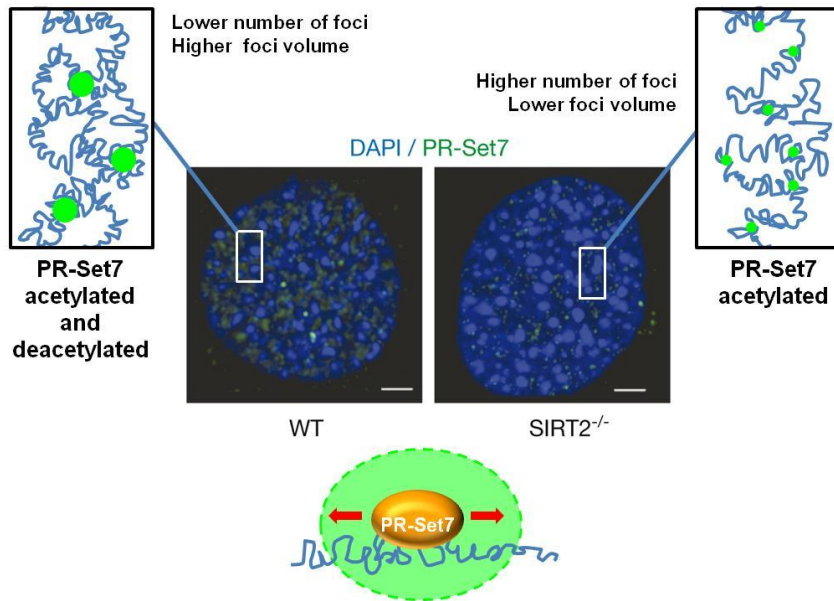 Lower number of foci
Higher foci volume
Higher number of foci
Lower foci volume
DAPI / PR-Set7
PR-Set7
acetylated
and
deacetylated
PR-Set7
acetylated
WT
SIRT2-/-
PR-Set7